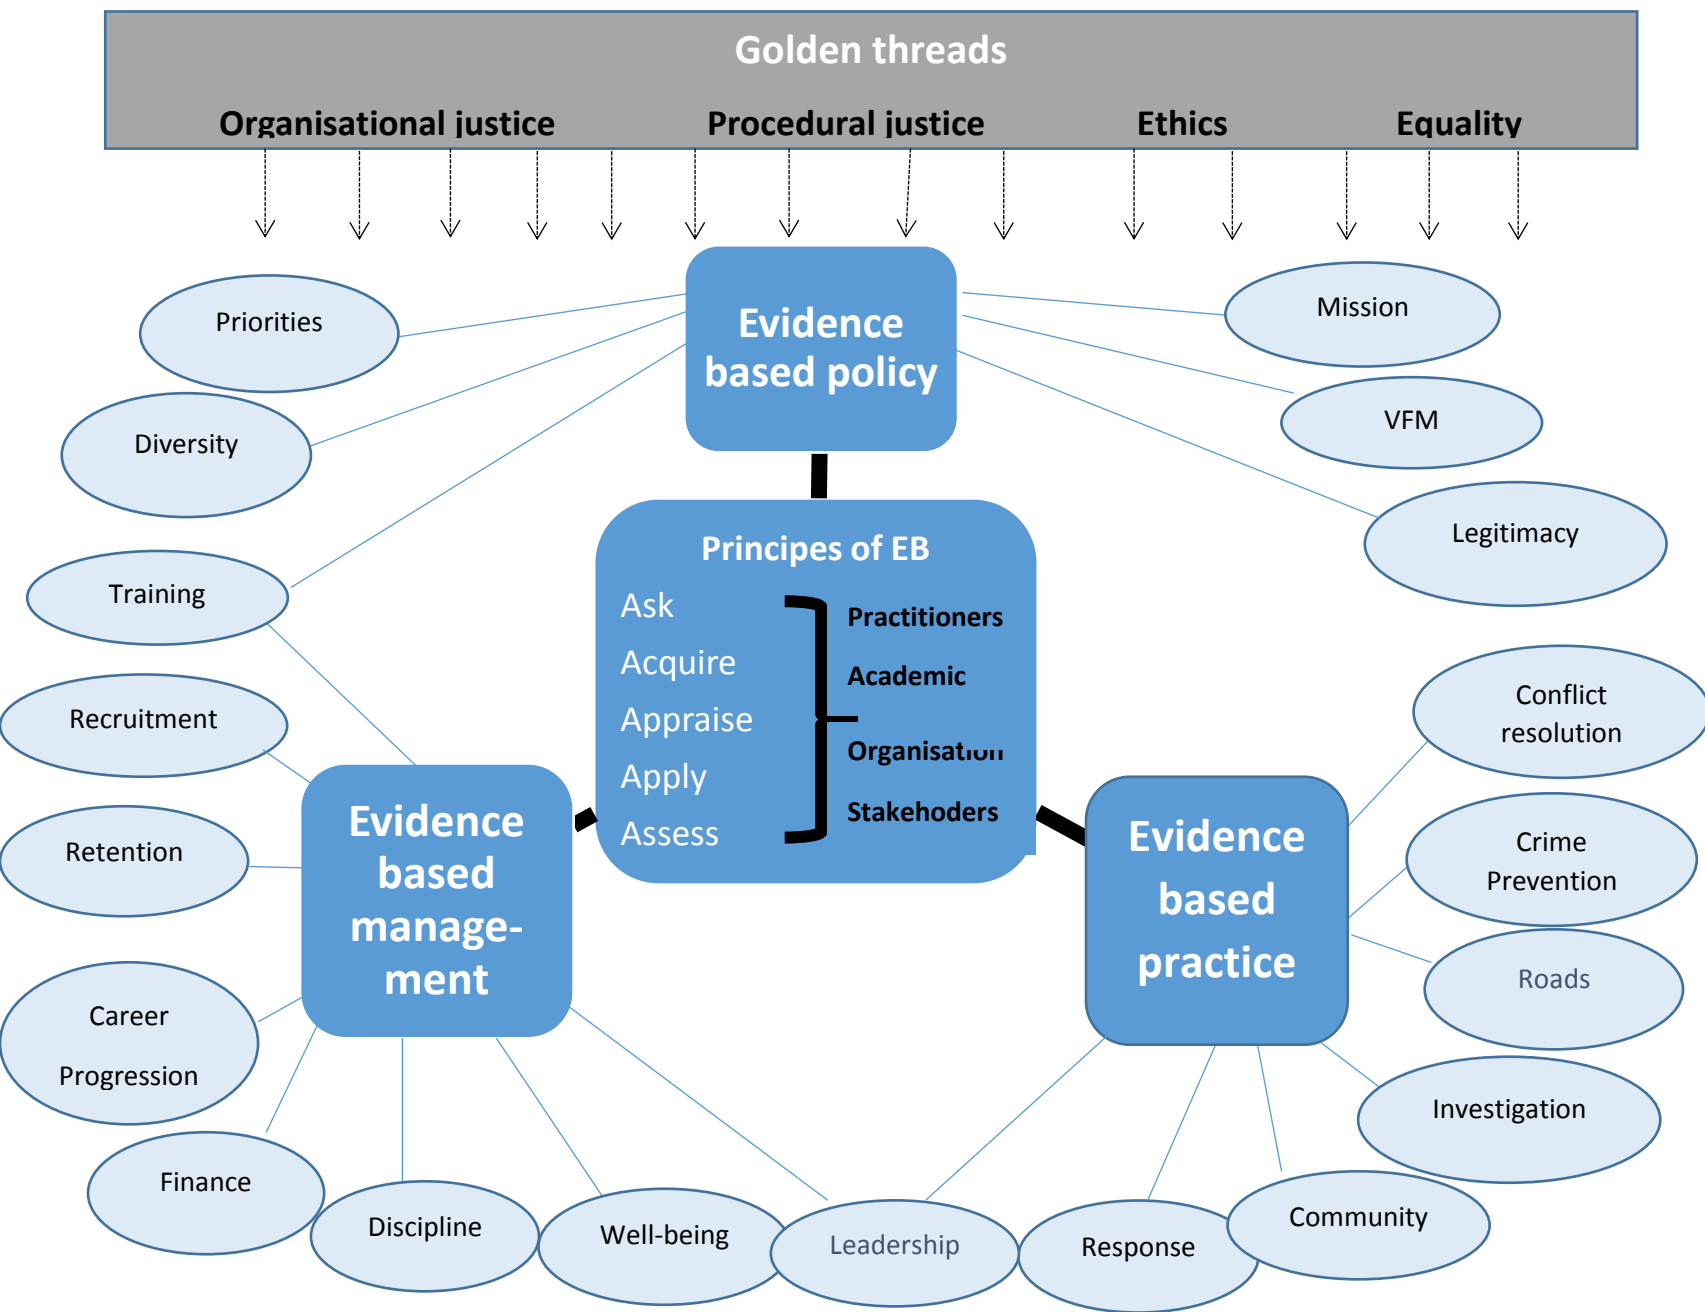 Golden threads
Organisational justice Procedural justice Ethics Equality
Evidence
based policy
Priorities
Diversity
Training
Mission
VFM
Legitimacy
Principes of EB
Ask
Acquire
Appraise
Apply
Assess
Practitioners
Academic
Organisation
Stakehoders
Evidence
based
manage-
ment
Recruitment
Retention
Career
Progression
Finance
Discipline
Well-being
Leadership
Evidence
based
practice
Conflict
resolution
Crime
Prevention
Roads
Investigation
Community
Response